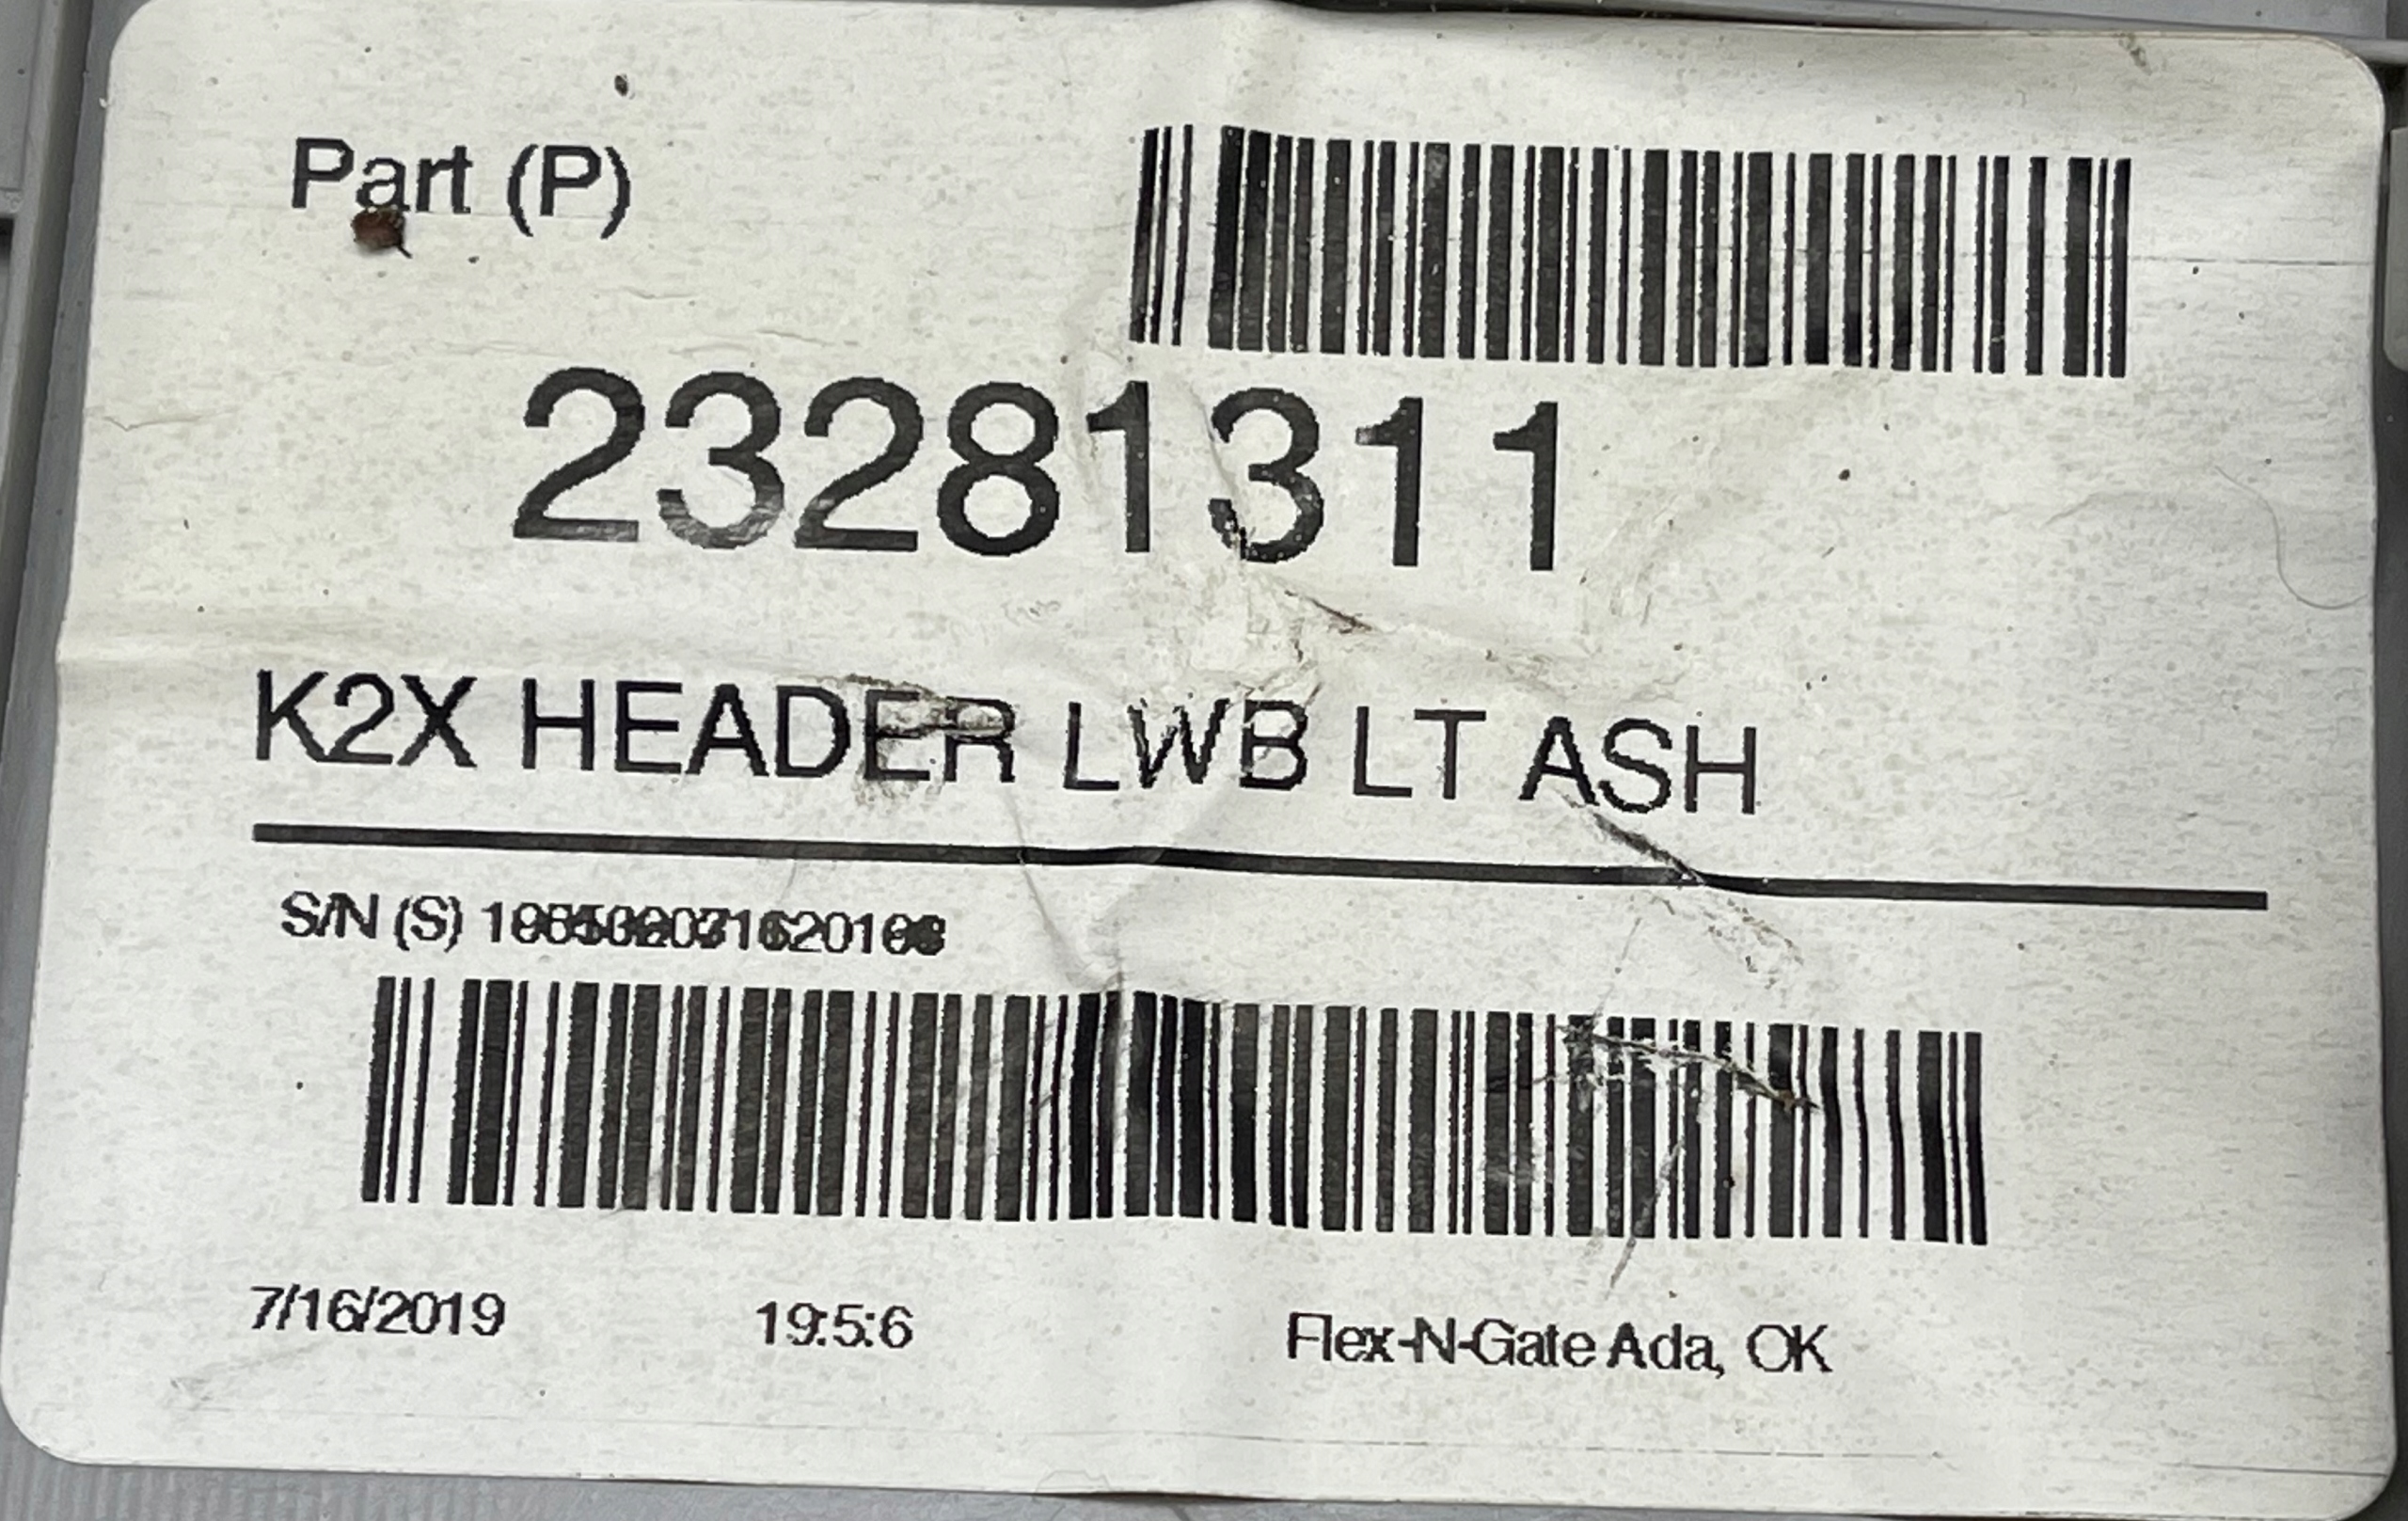 Part (P)
23281311
K2X HEADER LWB LT ASH
S/N (S)
7/16/2019 19:5:6 Flex-N-Gate Ada, OK